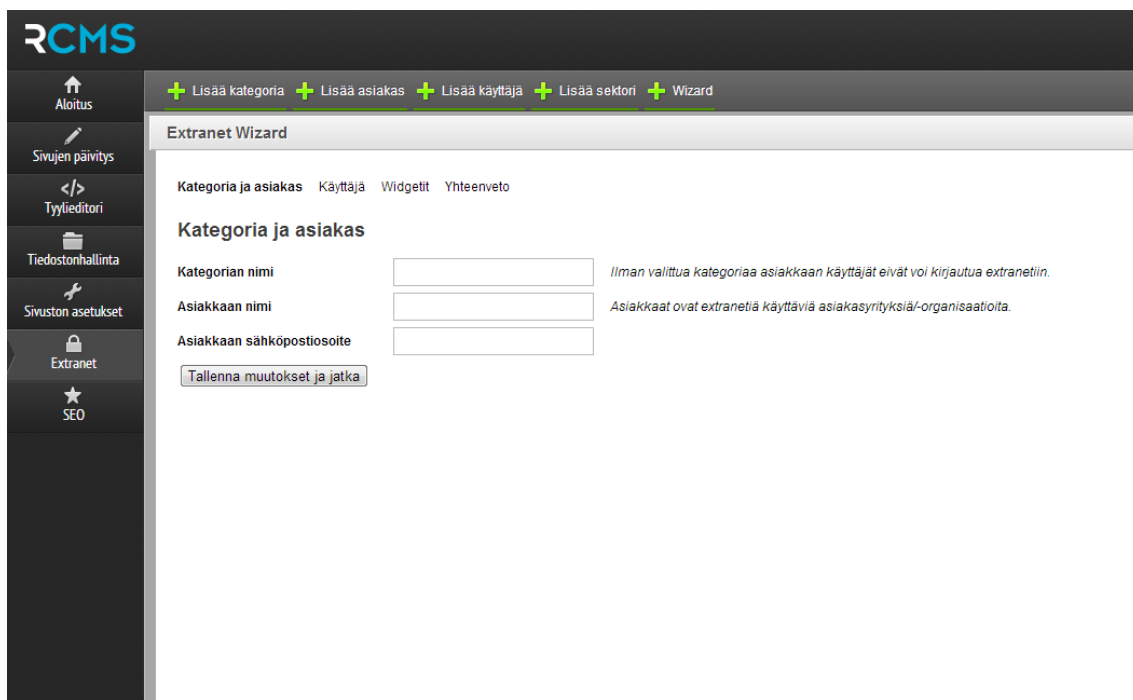 RCMS
Aloitus
Sivujen päivitys
Tyylieditori
Tiedostonhallinta
Sivuston asetukset
Extranet
SEO
Lisää kategoria Lisää asiakas Lisää käyttäjä Lisää sektori Wizard
Extranet Wizard
Kategoria ja asiakas Käyttäjä Widgetit Yhteenveto
Kategoria ja asiakas
Kategorian nimi Ilman valittua kategoriaa asiakkaan käyttäjät eivät voi kirjautua extranetiin.
Asiakkaan nimi Asiakkaat ovat extranetiä käyttäviä asiakasyrityksiä/-organisaatioita.
Asiakkaan sähköpostiosoite
Tallenna muutokset ja jatka